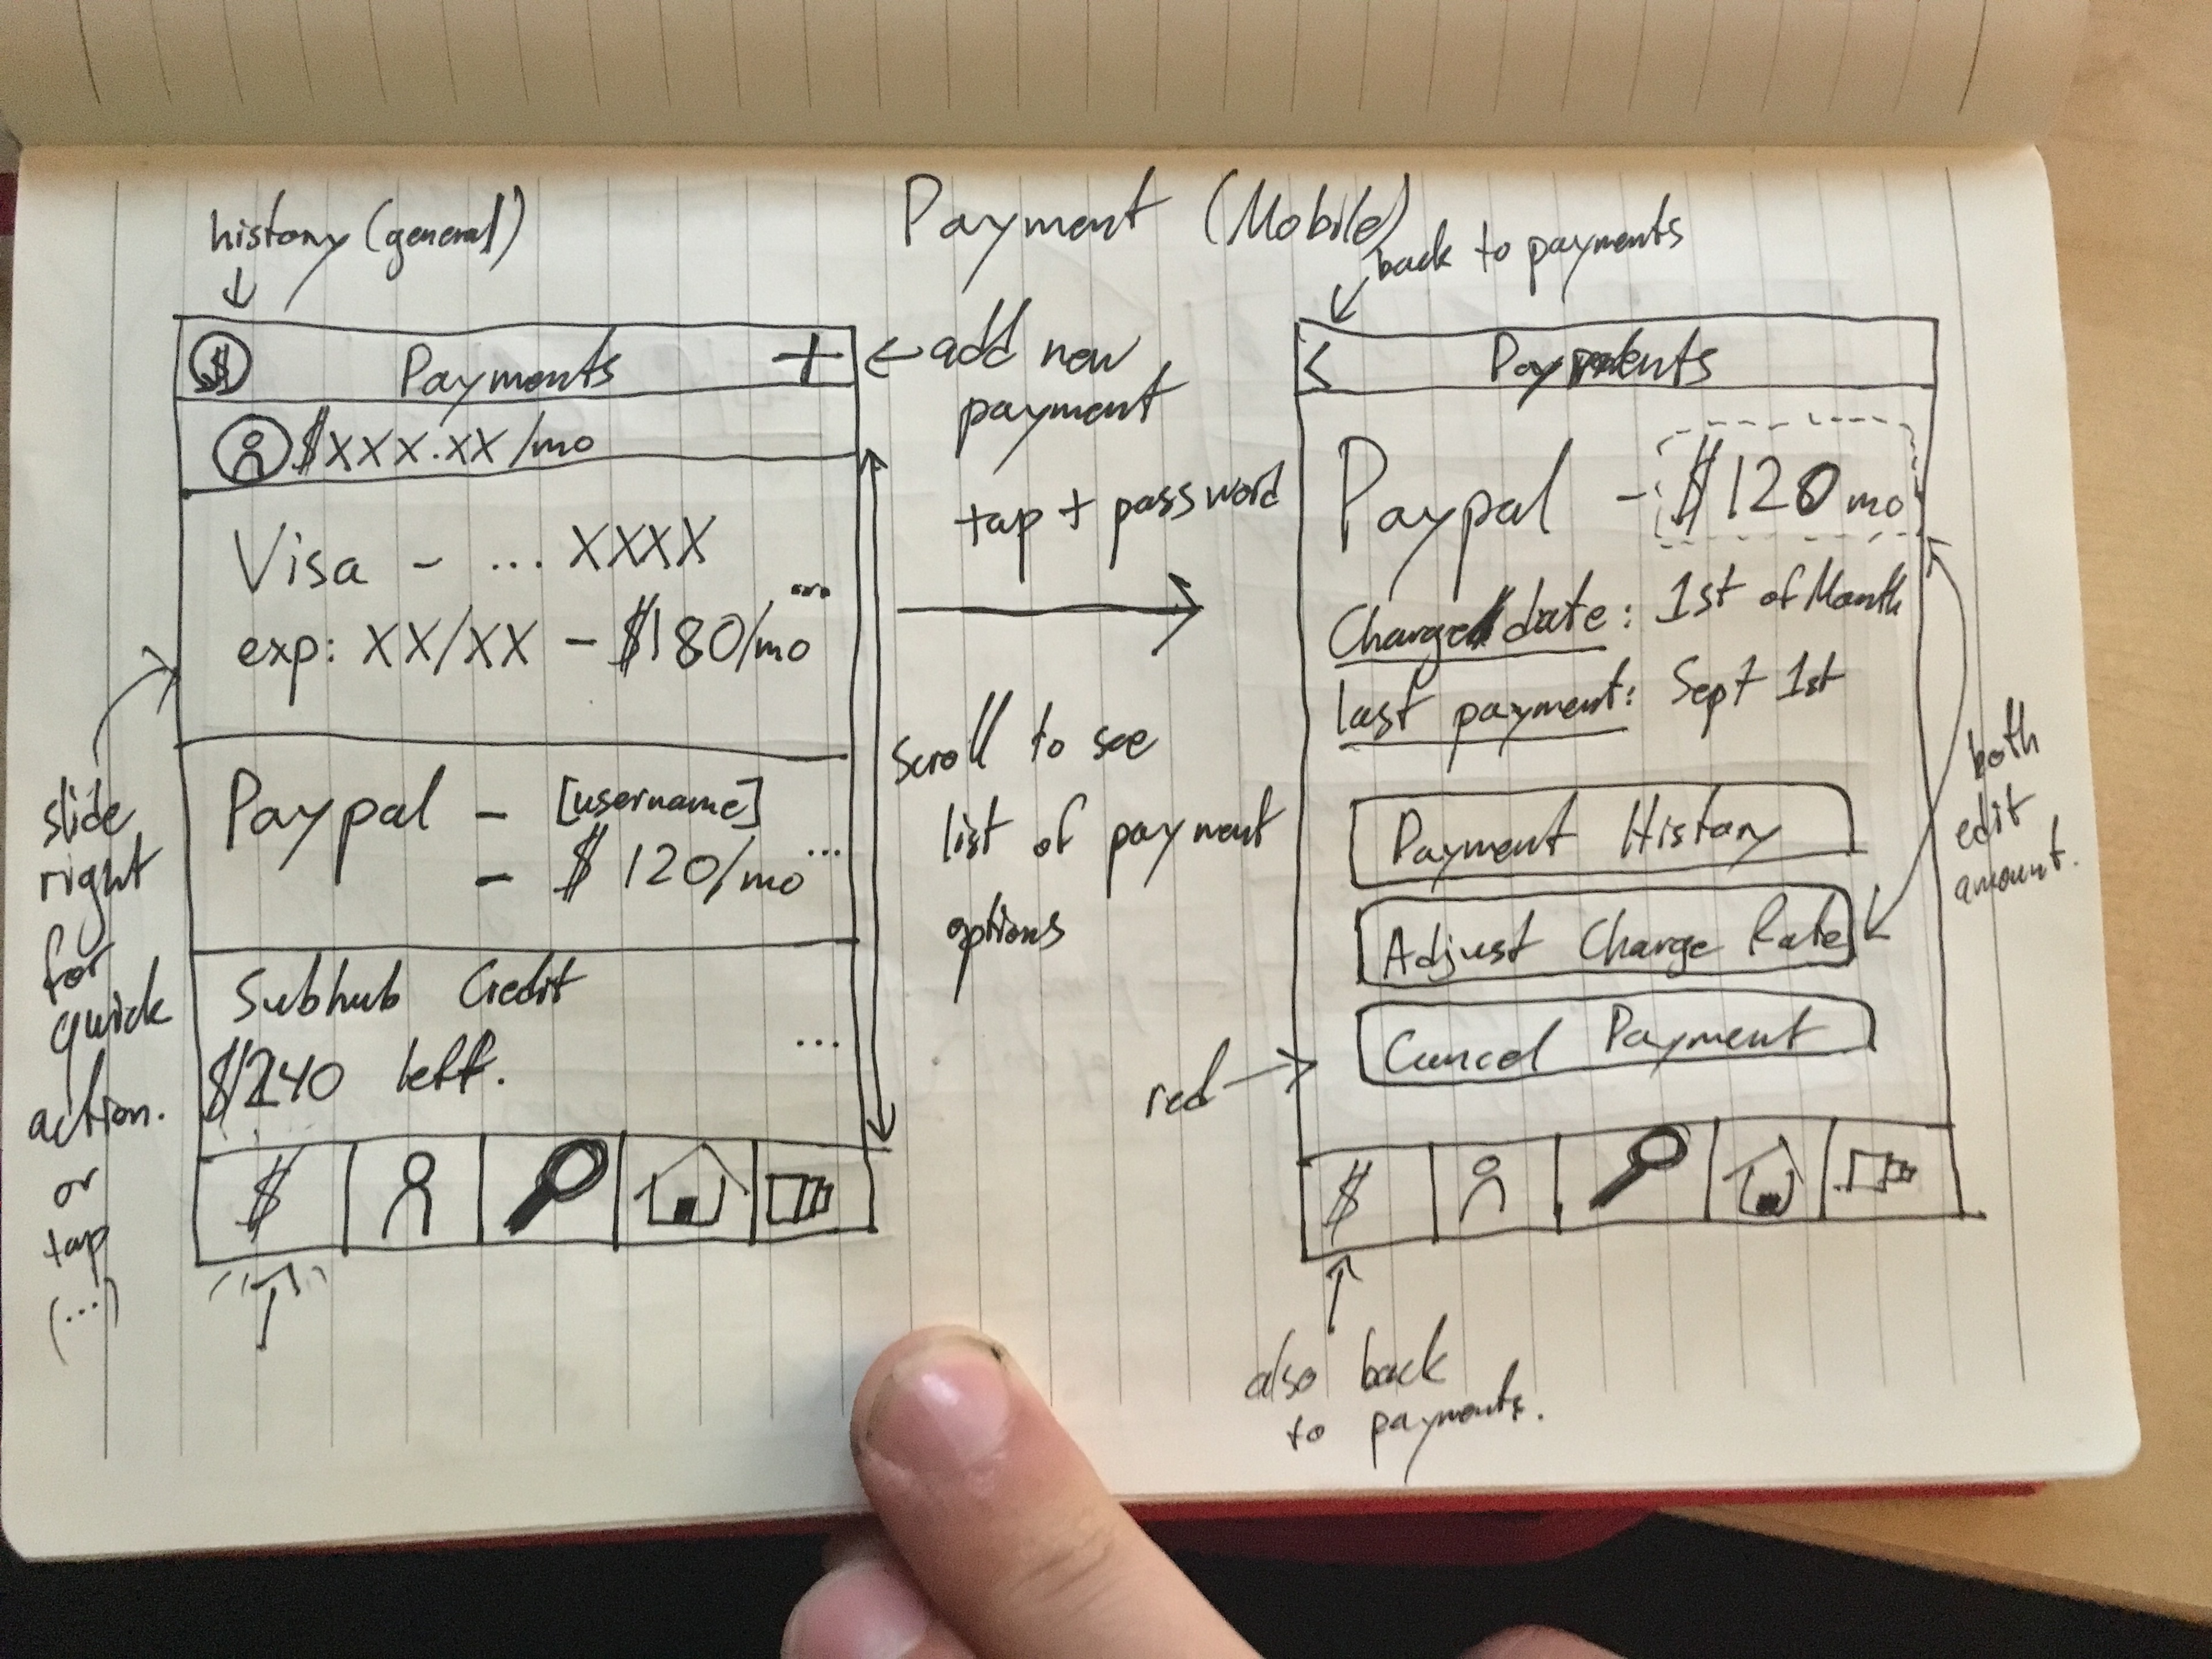 Payment (Mobile)
history (general)
$ Payments +
$XXX.XX/mo
Visa - ... XXXX
...
exp: XX/XX - $180/mo
Paypal - [username]
- $120/mo ...
Subhub Credit
$240 left. ...
$
slide
right
for
quick
action.
or
tap
(...)
add new
payment
tap + password
scroll to see
list of payment
options
back to payments
< Payments
Paypal - $120 mo
Charge date: 1st of Month
last payment: Sept 1st
Payment History
Adjust Charge Rate
Cancel Payment
$
both
edit
amount.
red
also back
to payments.